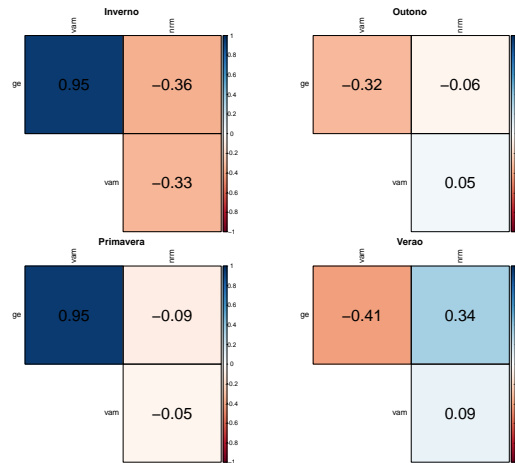 Inverno
vam
nrm
ge
0.95
−0.36
vam
−0.33
1
0.8
0.6
0.4
0.2
0
−0.2
−0.4
−0.6
−0.8
−1
Outono
vam
nrm
ge
−0.32
−0.06
vam
0.05
Primavera
vam
nrm
ge
0.95
−0.09
vam
−0.05
1
0.8
0.6
0.4
0.2
0
−0.2
−0.4
−0.6
−0.8
−1
Verao
vam
nrm
ge
−0.41
0.34
vam
0.09